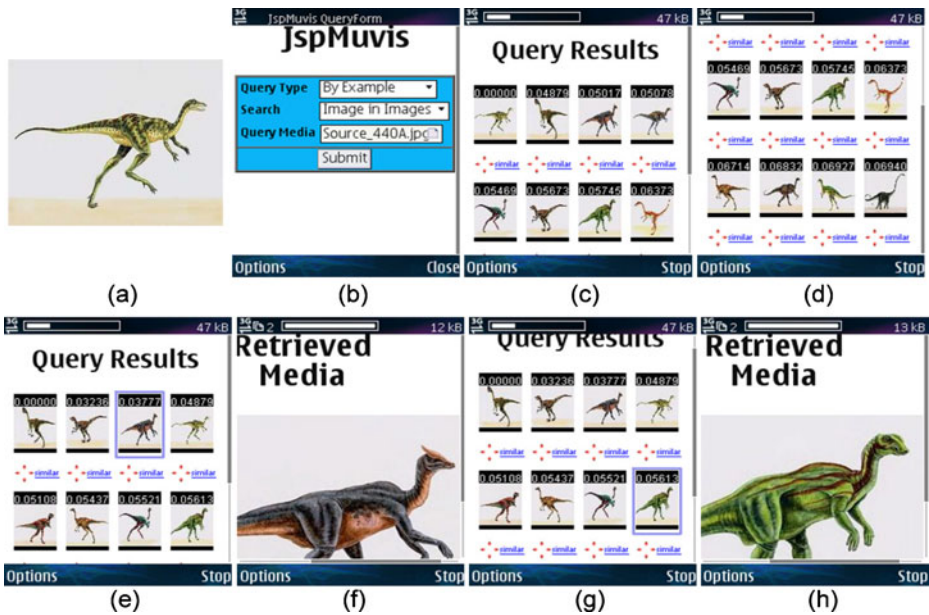 3G
JspMuvis QueryForm
JspMuvis
Query Type By Example
Search Image in Images
Query Media Source_440A.jpg
Submit
Options Close
3G 47 kB
Query Results
0.00000 0.04879 0.05017 0.05078
similar similar similar similar
0.05469 0.05673 0.05745 0.06373
Options Stop
3G 47 kB
similar similar similar similar
0.05469 0.05673 0.05745 0.06373
similar similar similar similar
0.06714 0.06832 0.06927 0.06940
similar similar similar similar
Options Stop
(a) (b) (c) (d)
3G 47 kB
Query Results
0.00000 0.03236 0.03777 0.04879
similar similar similar similar
0.05108 0.05437 0.05521 0.05613
Options Stop
3G 2 12 kB
Retrieved
Media
Options Stop
3G 47 kB
Query Results
0.00000 0.03236 0.03777 0.04879
similar similar similar similar
0.05108 0.05437 0.05521 0.05613
similar similar similar similar
Options Stop
3G 2 13 kB
Retrieved
Media
Options Stop
(e) (f) (g) (h)